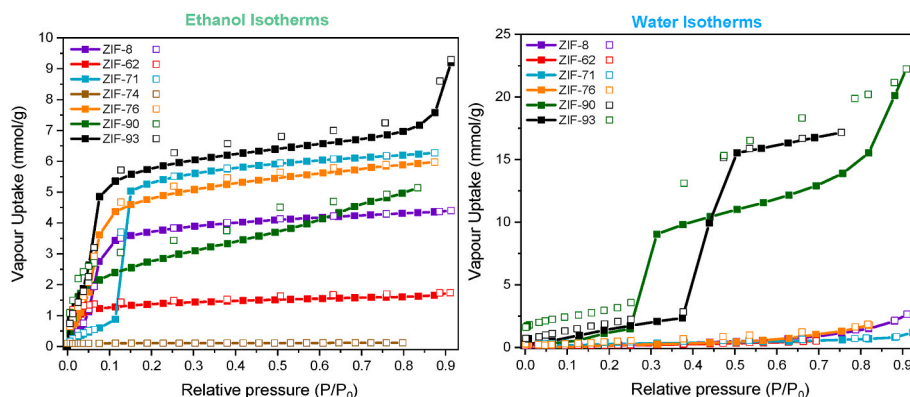 Ethanol Isotherms
Vapour Uptake (mmol/g)
10
9
8
7
6
5
4
3
2
1
0
ZIF-8
ZIF-62
ZIF-71
ZIF-74
ZIF-76
ZIF-90
ZIF-93
0.0 0.1 0.2 0.3 0.4 0.5 0.6 0.7 0.8 0.9
Relative pressure (P/P0)
Water Isotherms
Vapour Uptake (mmol/g)
25
20
15
10
5
0
ZIF-8
ZIF-62
ZIF-71
ZIF-76
ZIF-90
ZIF-93
0.0 0.1 0.2 0.3 0.4 0.5 0.6 0.7 0.8 0.9
Relative pressure (P/P0)